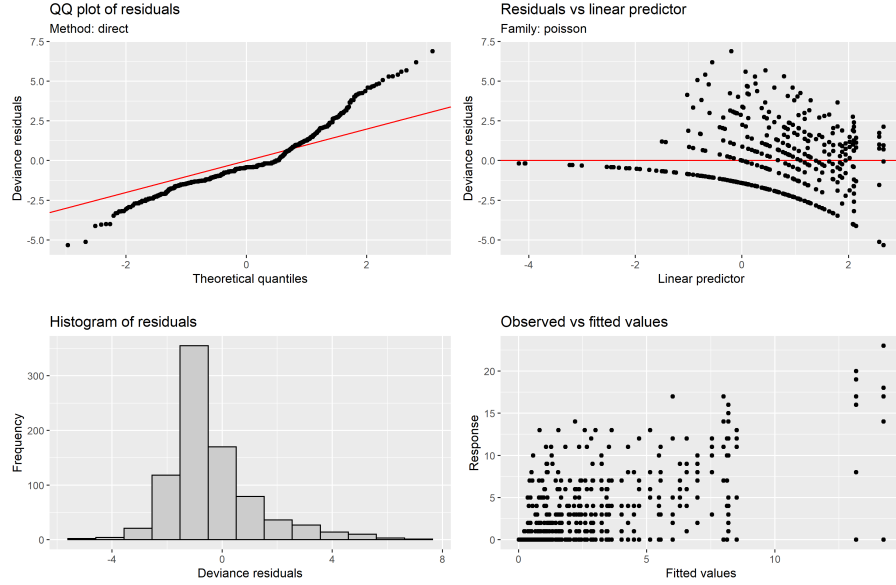 QQ plot of residuals
Method: direct
7.5
5.0
2.5
0.0
-2.5
-5.0
Deviance residuals
-2
0
2
Theoretical quantiles
Residuals vs linear predictor
Family: poisson
7.5
5.0
2.5
0.0
-2.5
-5.0
Deviance residuals
-4
-2
0
2
Linear predictor
Histogram of residuals
300
200
100
0
Frequency
-4
0
4
8
Deviance residuals
Observed vs fitted values
20
15
10
5
0
Response
0
5
10
Fitted values